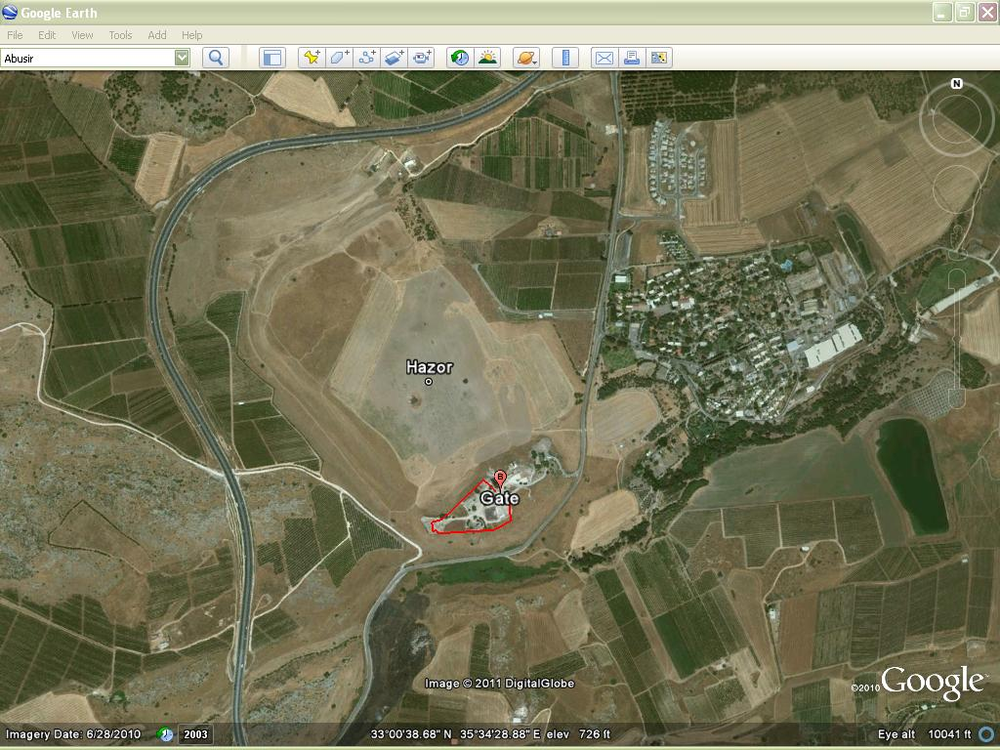 Google Earth
File Edit View Tools Add Help
Abusir
N
Hazor
B
Gate
Image © 2011 DigitalGlobe
©2010 Google™
Imagery Date: 6/28/2010 2003 33°00'38.68" N 35°34'28.88" E elev 726 ft Eye alt 10041 ft